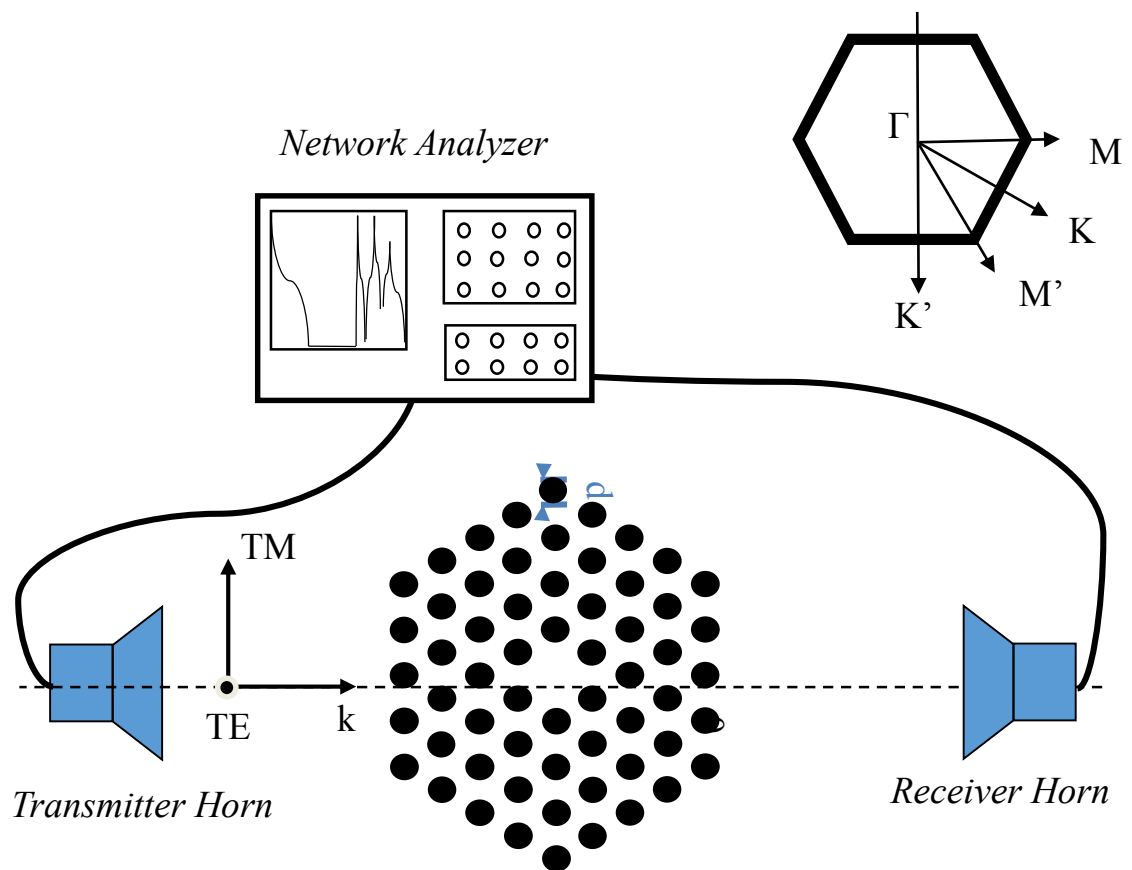 Network Analyzer
Γ
M
K
M’
K’
d
TM
TE
k
Transmitter Horn
Receiver Horn